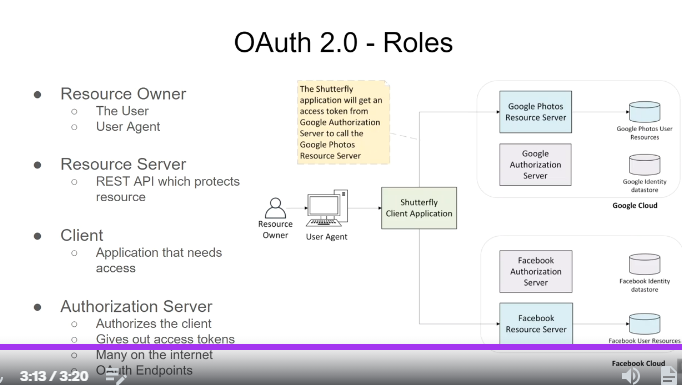 OAuth 2.0 - Roles
Resource Owner
The User
User Agent
Resource Server
REST API which protects
resource
Client
Application that needs
access
Authorization Server
Authorizes the client
Gives out access tokens
Many on the internet
OAuth Endpoints
The Shutterfly
application will get an
access token from
Google Authorization
Server to call the
Google Photos
Resource Server
Resource
Owner
User Agent
Shutterfly
Client Application
Google Photos
Resource Server
Google Photos User
Resources
Google
Authorization
Server
Google Identity
datastore
Google Cloud
Facebook
Authorization
Server
Facebook Identity
datastore
Facebook
Resource Server
Facebook User Resources
Facebook Cloud
3:13 / 3:20